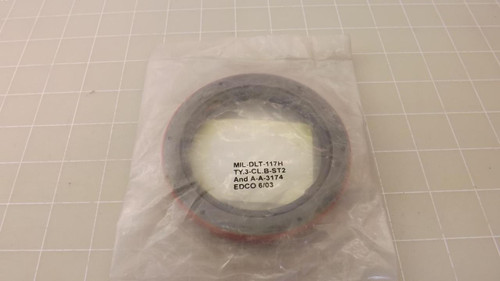 MIL-DLT-117H
TY.3-CL.B-ST2
And A-A-3174
EDCO 6/03